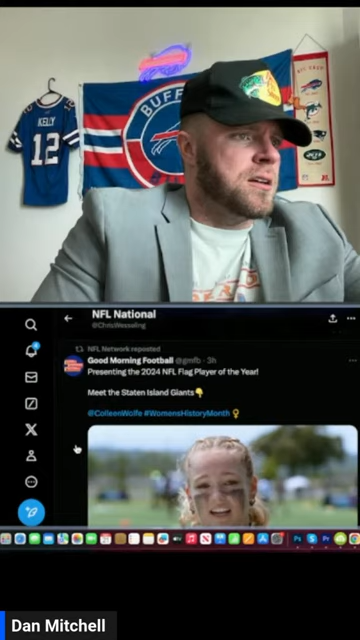 KELLY
12
BUFF
NFL National
@ChrisWesseling
NFL Network reposted
Good Morning Football @gmfb · 3h
Presenting the 2024 NFL Flag Player of the Year!
Meet the Staten Island Giants👇
@ColleenWolfe #WomensHistoryMonth
Dan Mitchell